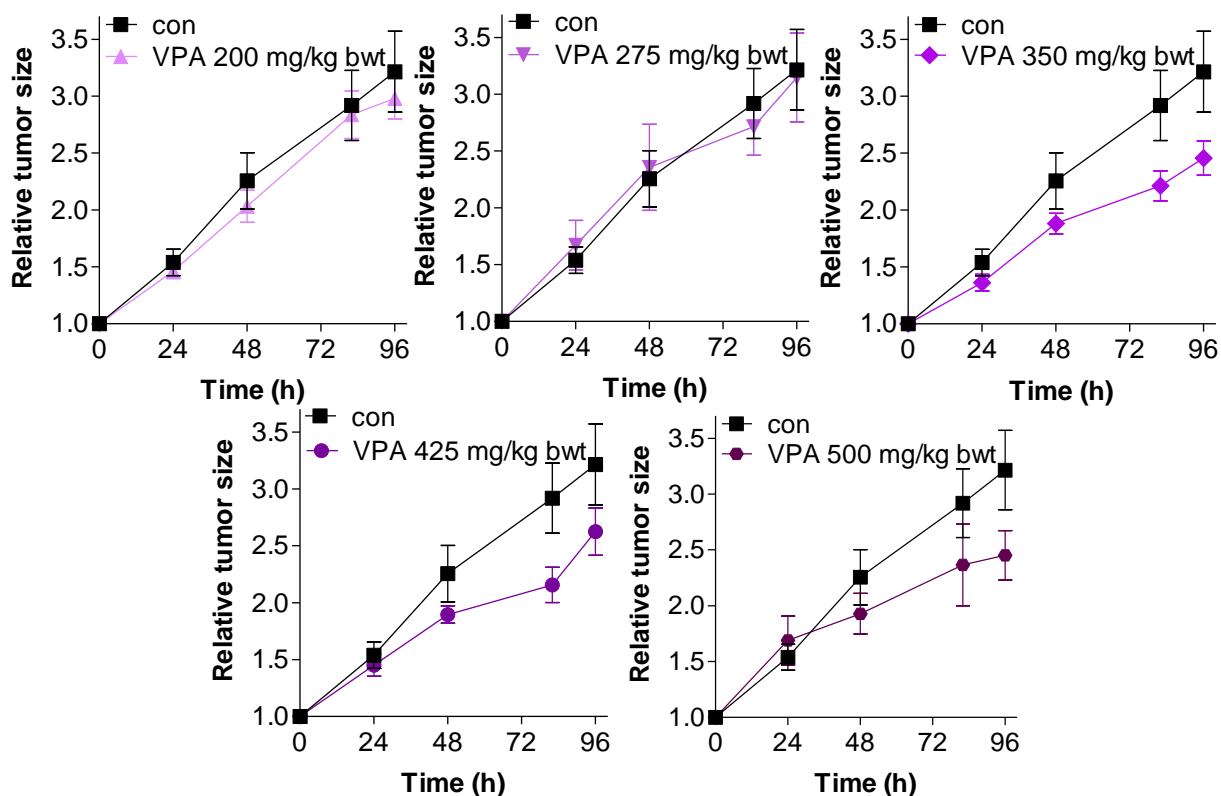 con
VPA 200 mg/kg bwt
Relative tumor size
3.5
3.0
2.5
2.0
1.5
1.0
0 24 48 72 96
Time (h)
con
VPA 275 mg/kg bwt
Relative tumor size
3.5
3.0
2.5
2.0
1.5
1.0
0 24 48 72 96
Time (h)
con
VPA 350 mg/kg bwt
Relative tumor size
3.5
3.0
2.5
2.0
1.5
1.0
0 24 48 72 96
Time (h)
con
VPA 425 mg/kg bwt
Relative tumor size
3.5
3.0
2.5
2.0
1.5
1.0
0 24 48 72 96
Time (h)
con
VPA 500 mg/kg bwt
Relative tumor size
3.5
3.0
2.5
2.0
1.5
1.0
0 24 48 72 96
Time (h)